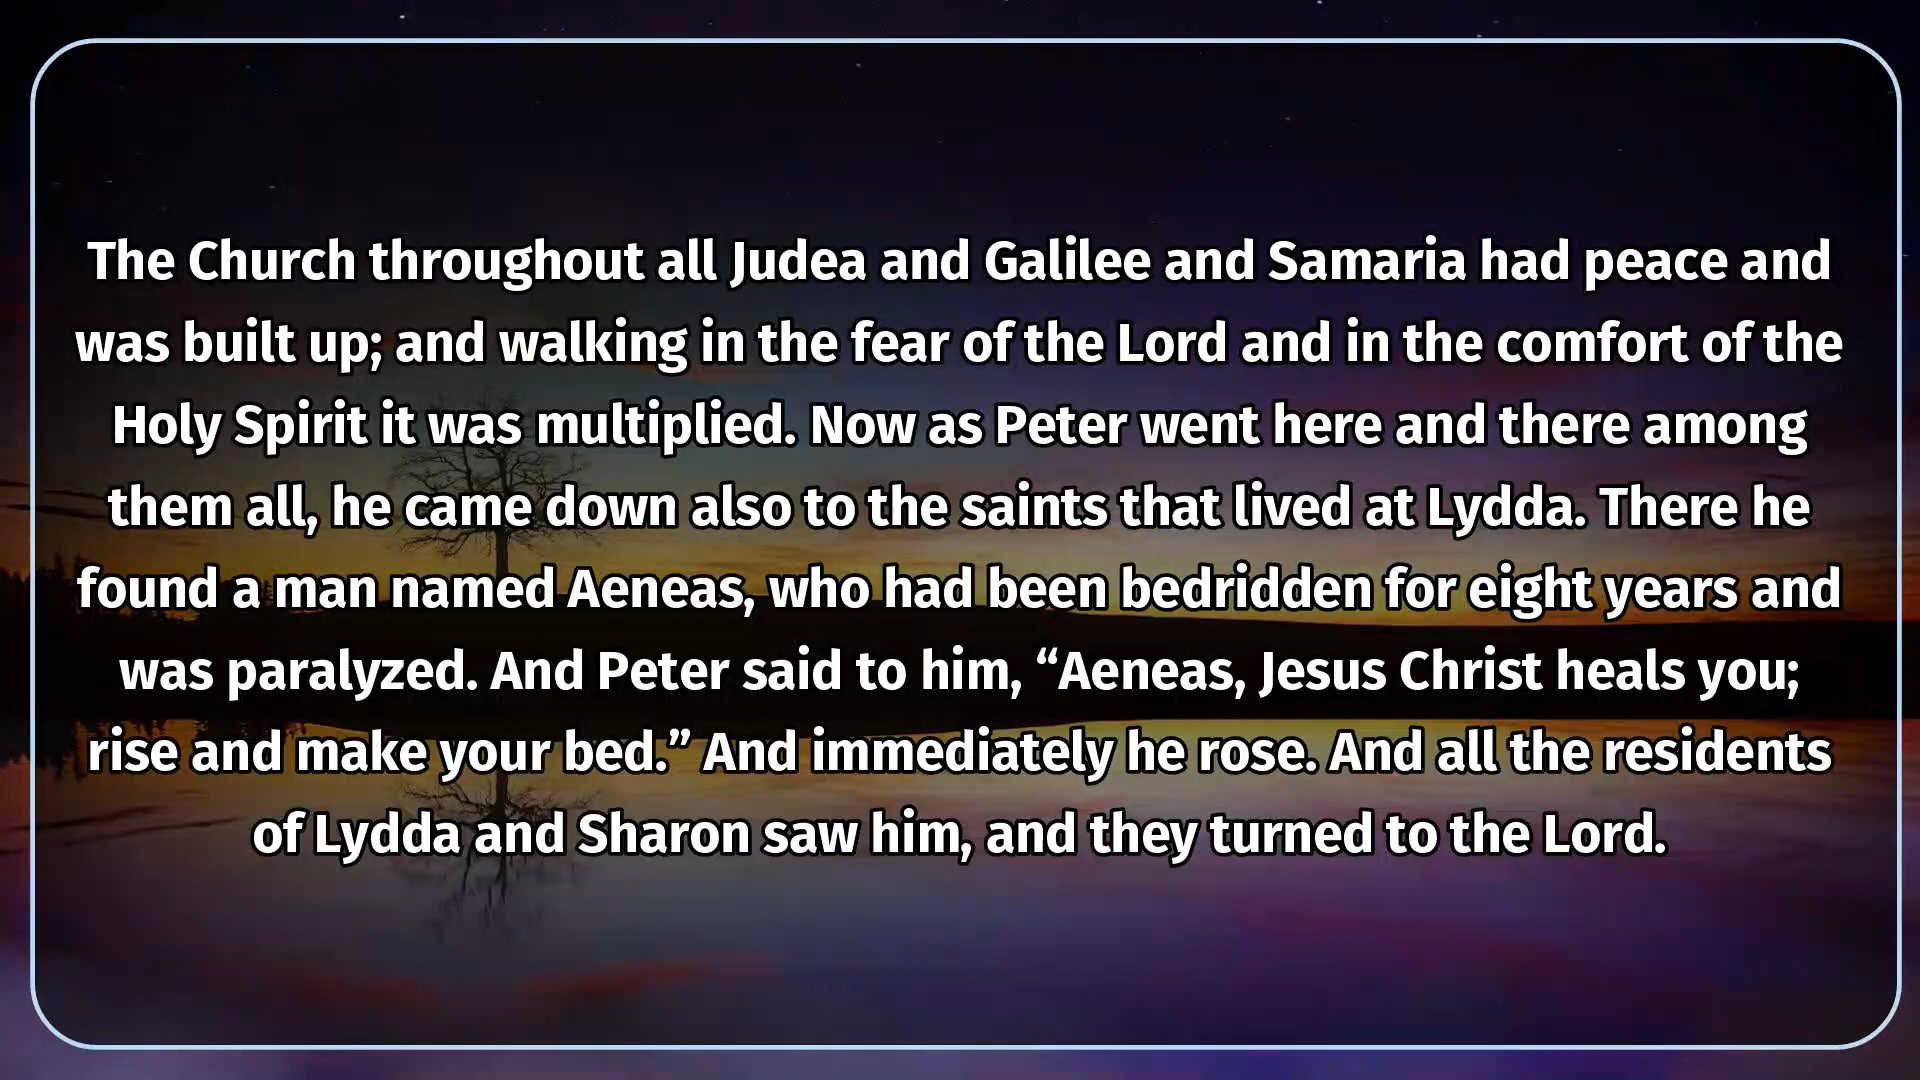 The Church throughout all Judea and Galilee and Samaria had peace and
was built up; and walking in the fear of the Lord and in the comfort of the
Holy Spirit it was multiplied. Now as Peter went here and there among
them all, he came down also to the saints that lived at Lydda. There he
found a man named Aeneas, who had been bedridden for eight years and
was paralyzed. And Peter said to him, “Aeneas, Jesus Christ heals you;
rise and make your bed.” And immediately he rose. And all the residents
of Lydda and Sharon saw him, and they turned to the Lord.